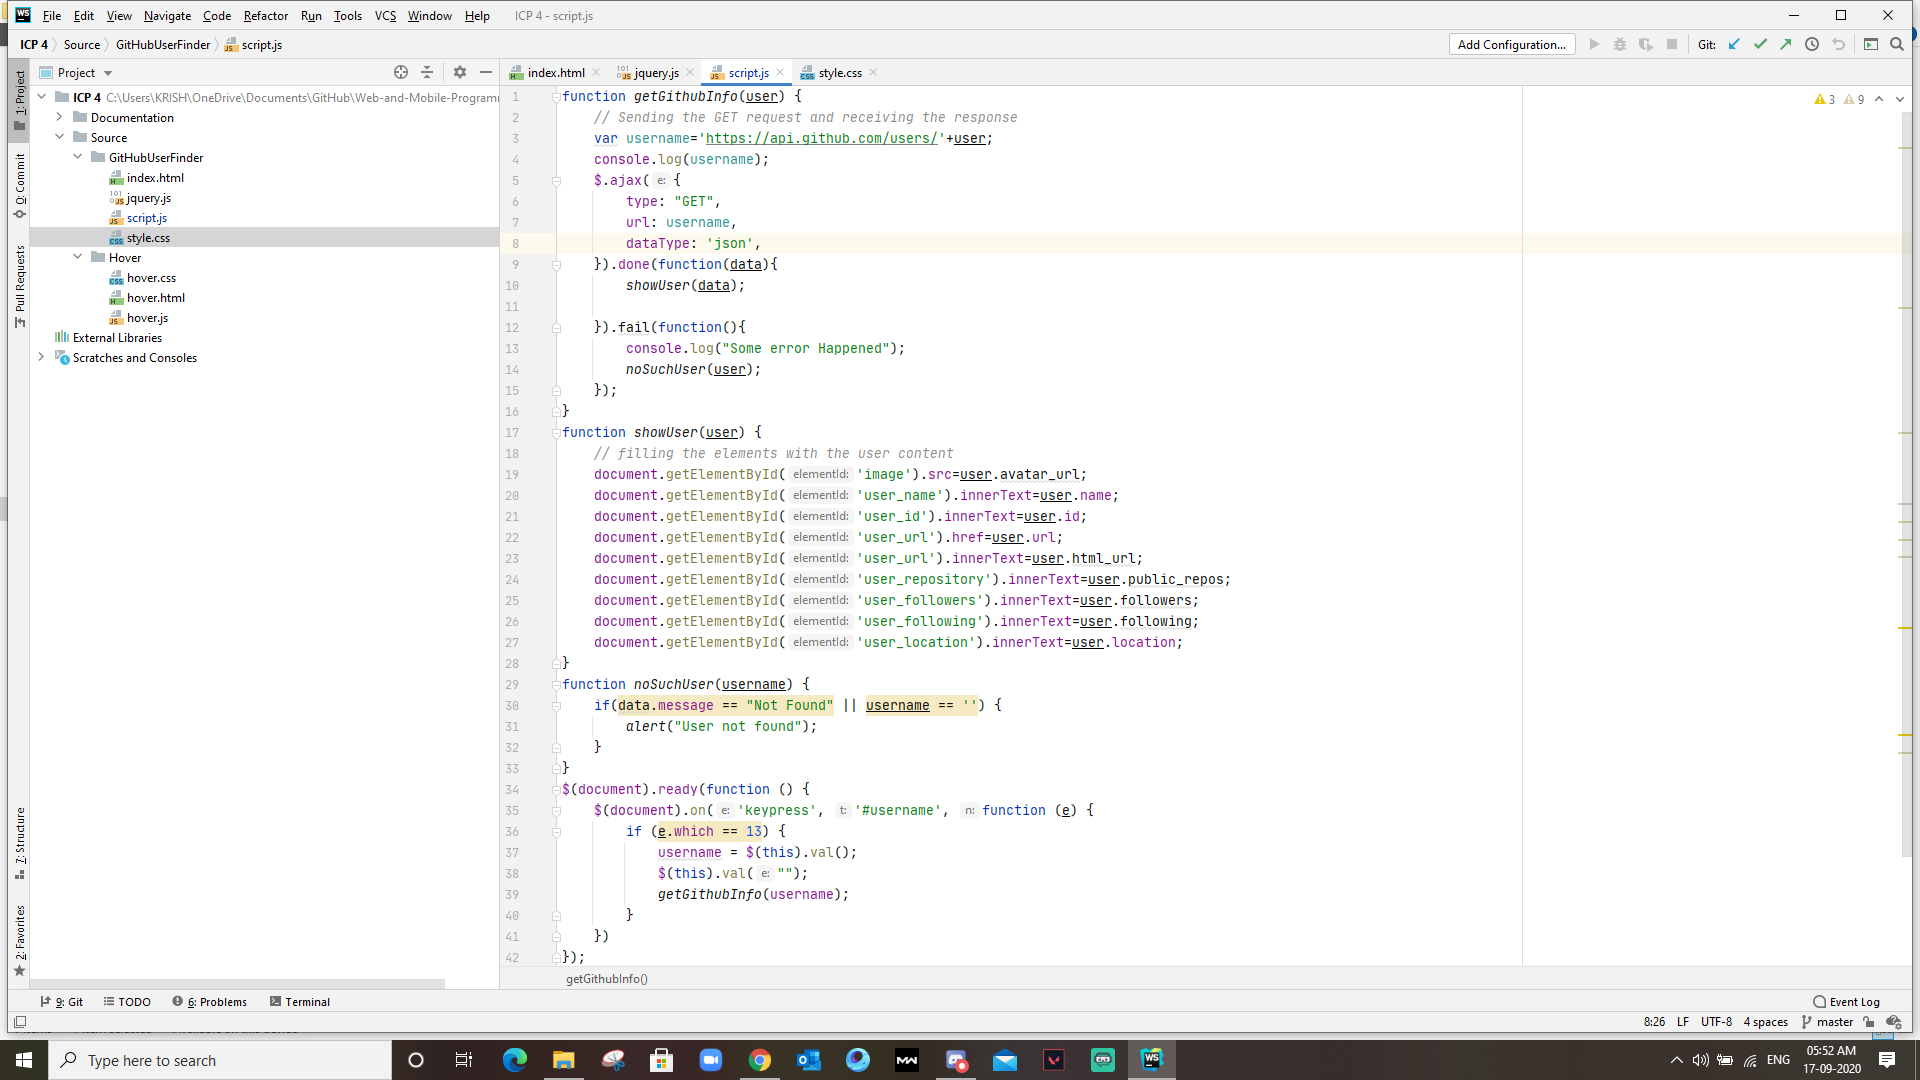 File Edit View Navigate Code Refactor Run Tools VCS Window Help ICP 4 - script.js
ICP 4 Source GitHubUserFinder script.js Add Configuration... Git:
Project
index.html jquery.js script.js style.css
1: Project
0: Commit
Pull Requests
7: Structure
2: Favorites
ICP 4 C:\Users\KRISH\OneDrive\Documents\GitHub\Web-and-Mobile-Programm
Documentation
Source
GitHubUserFinder
index.html
jquery.js
script.js
style.css
Hover
hover.css
hover.html
hover.js
External Libraries
Scratches and Consoles
3 9
1 function getGithubInfo(user) {
2 // Sending the GET request and receiving the response
3 var username='https://api.github.com/users/'+user;
4 console.log(username);
5 $.ajax( e: {
6 type: "GET",
7 url: username,
8 dataType: 'json',
9 }).done(function(data){
10 showUser(data);
11
12 }).fail(function(){
13 console.log("Some error Happened");
14 noSuchUser(user);
15 });
16 }
17 function showUser(user) {
18 // filling the elements with the user content
19 document.getElementById( elementId: 'image').src=user.avatar_url;
20 document.getElementById( elementId: 'user_name').innerText=user.name;
21 document.getElementById( elementId: 'user_id').innerText=user.id;
22 document.getElementById( elementId: 'user_url').href=user.url;
23 document.getElementById( elementId: 'user_url').innerText=user.html_url;
24 document.getElementById( elementId: 'user_repository').innerText=user.public_repos;
25 document.getElementById( elementId: 'user_followers').innerText=user.followers;
26 document.getElementById( elementId: 'user_following').innerText=user.following;
27 document.getElementById( elementId: 'user_location').innerText=user.location;
28 }
29 function noSuchUser(username) {
30 if(data.message == "Not Found" || username == '') {
31 alert("User not found");
32 }
33 }
34 $(document).ready(function () {
35 $(document).on( e: 'keypress', t: '#username', n: function (e) {
36 if (e.which == 13) {
37 username = $(this).val();
38 $(this).val( e: "");
39 getGithubInfo(username);
40 }
41 })
42 });
getGithubInfo()
9: Git TODO 6: Problems Terminal Event Log
8:26 LF UTF-8 4 spaces master
Type here to search
ENG
05:52 AM
17-09-2020